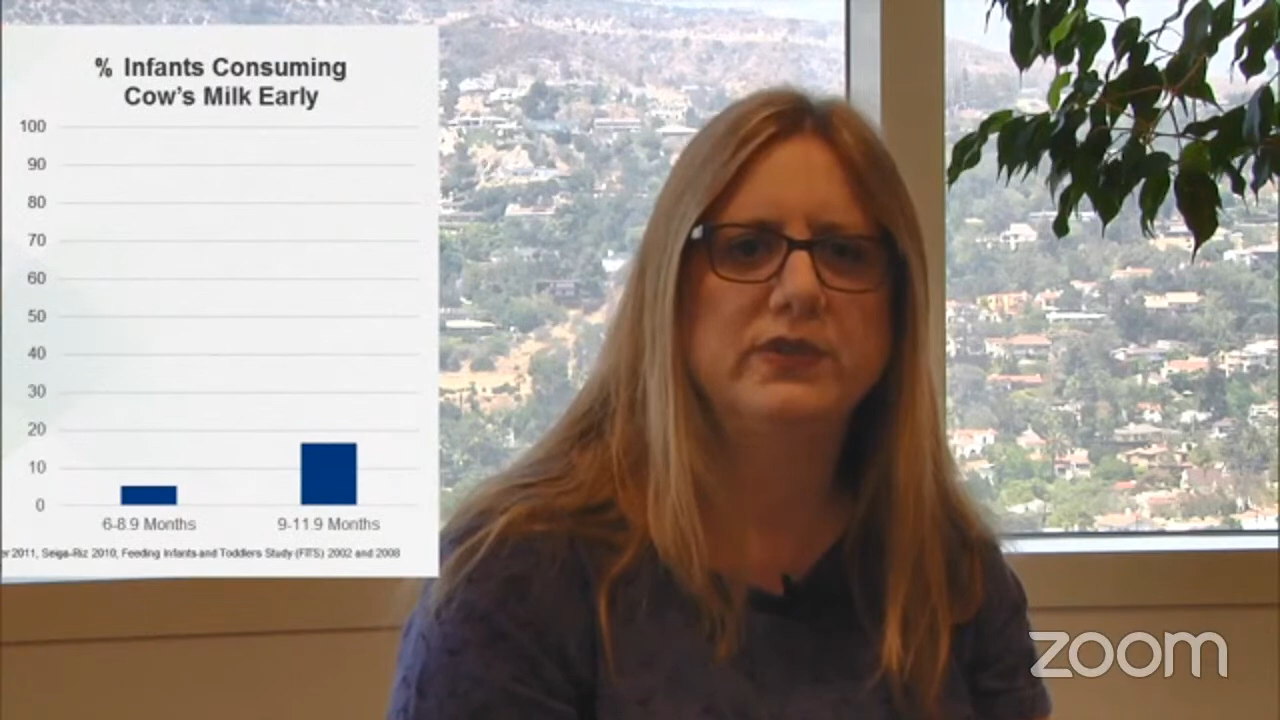 % Infants Consuming
Cow's Milk Early
100
90
80
70
60
50
40
30
20
10
0
6-8.9 Months
9-11.9 Months
2011, Seiga-Riz 2010, Feeding Infants and Toddlers Study (FITS) 2002 and 2008
zoom